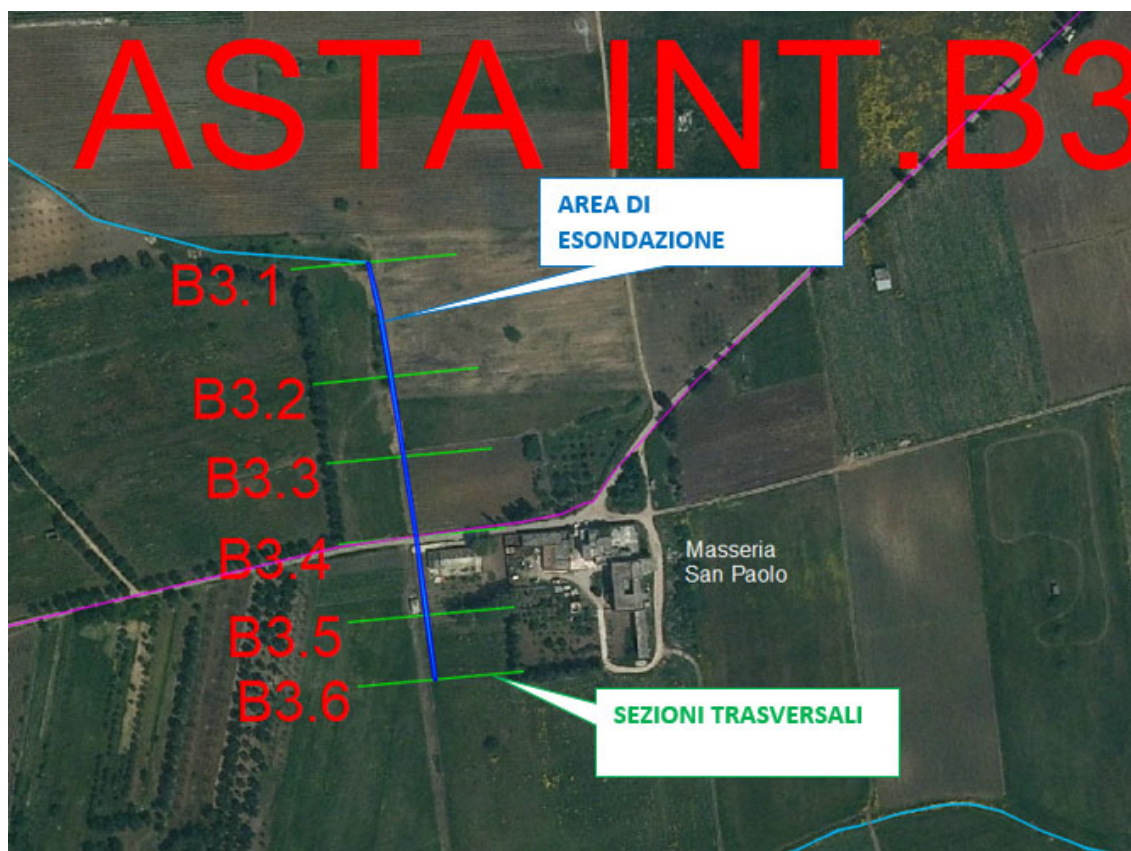 ASTA INT.B3
AREA DI
ESONDAZIONE
B3.1
B3.2
B3.3
B3.4
Masseria
San Paolo
B3.5
B3.6
SEZIONI TRASVERSALI